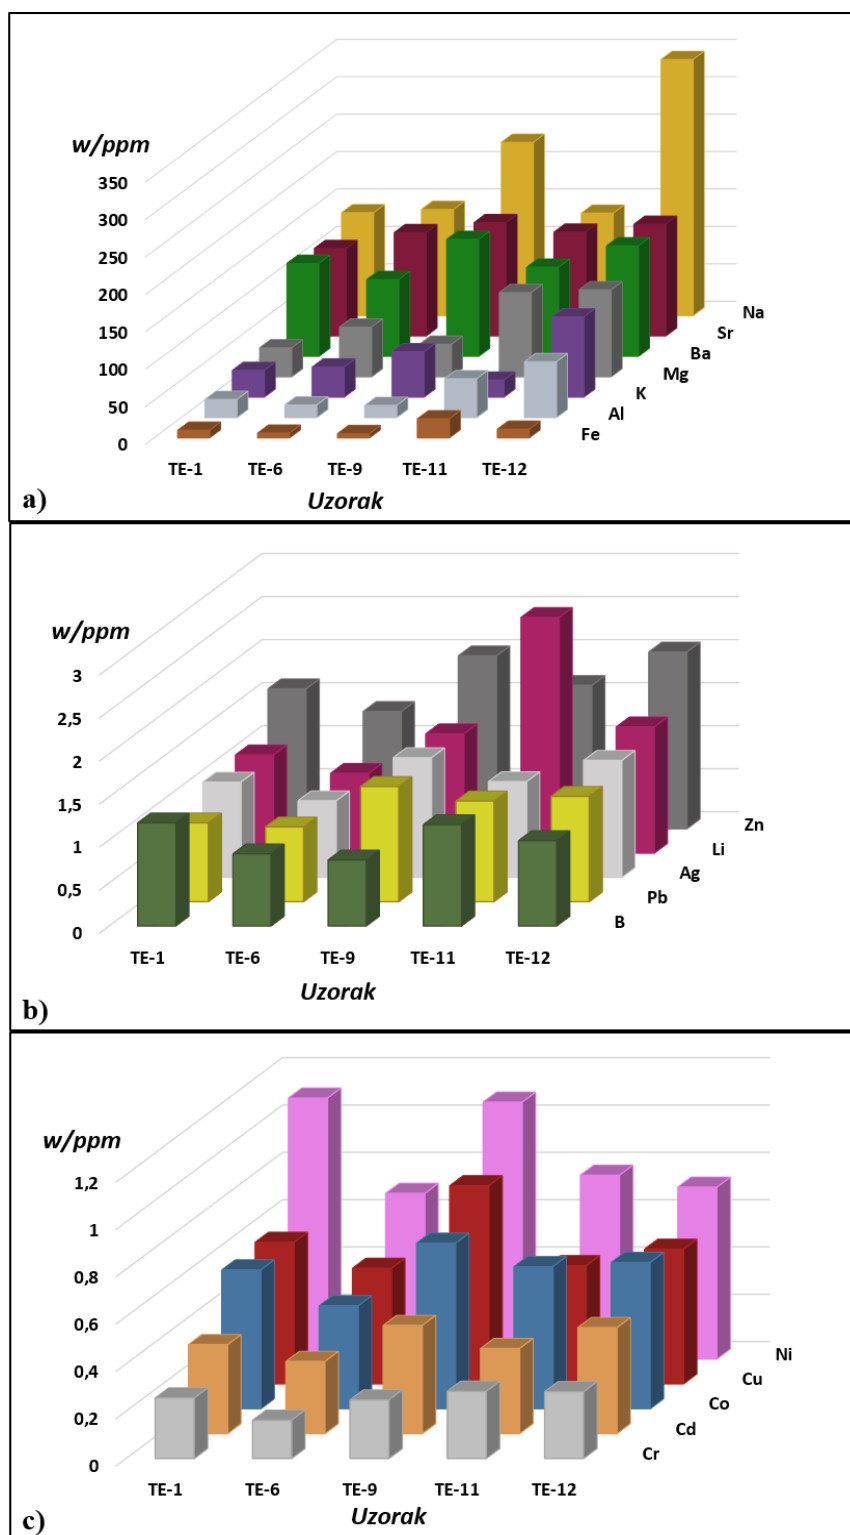 w/ppm
350
300
250
200
150
100
50
0
Na
Sr
Ba
Mg
K
Al
Fe
TE-1 TE-6 TE-9 TE-11 TE-12
Uzorak
a)
w/ppm
3
2,5
2
1,5
1
0,5
0
Zn
Li
Ag
Pb
B
TE-1 TE-6 TE-9 TE-11 TE-12
Uzorak
b)
w/ppm
1,2
1
0,8
0,6
0,4
0,2
0
Ni
Cu
Co
Cd
Cr
TE-1 TE-6 TE-9 TE-11 TE-12
Uzorak
c)